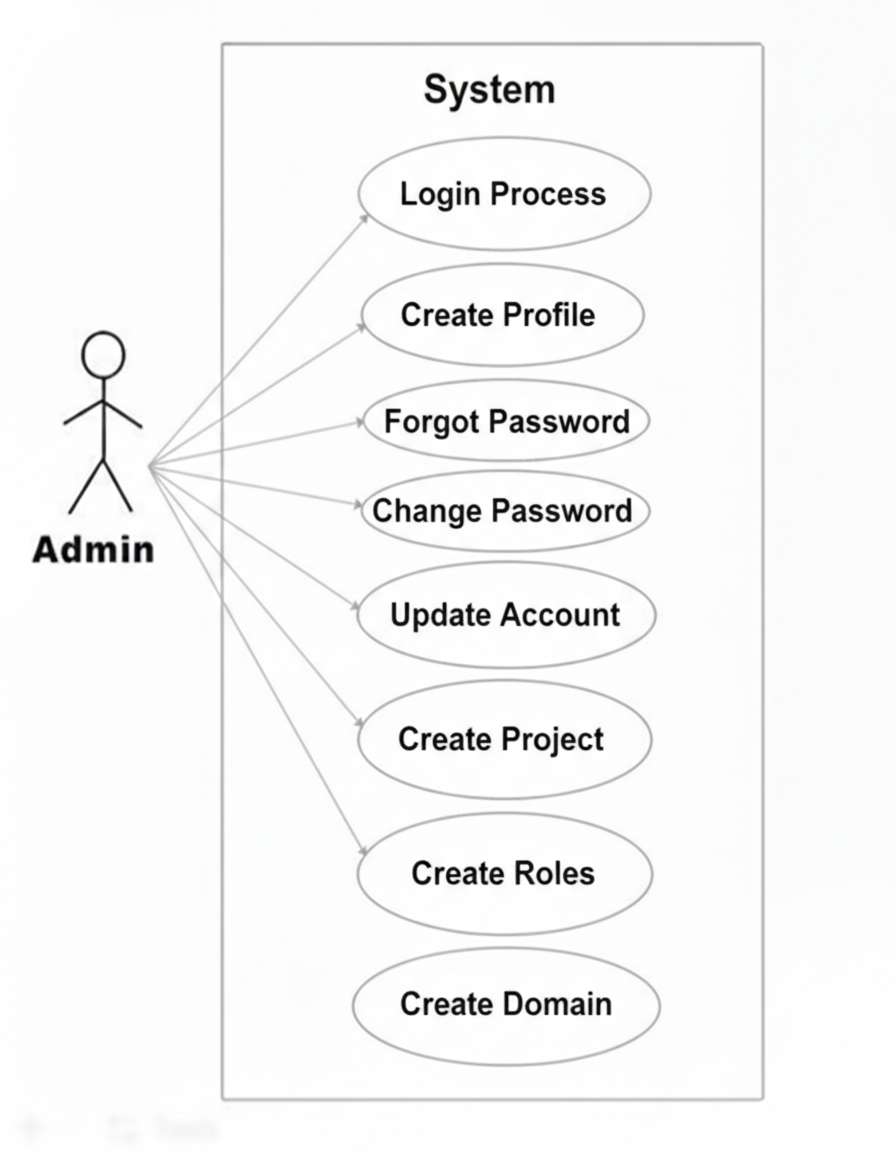 System
Login Process
Create Profile
Forgot Password
Change Password
Admin
Update Account
Create Project
Create Roles
Create Domain